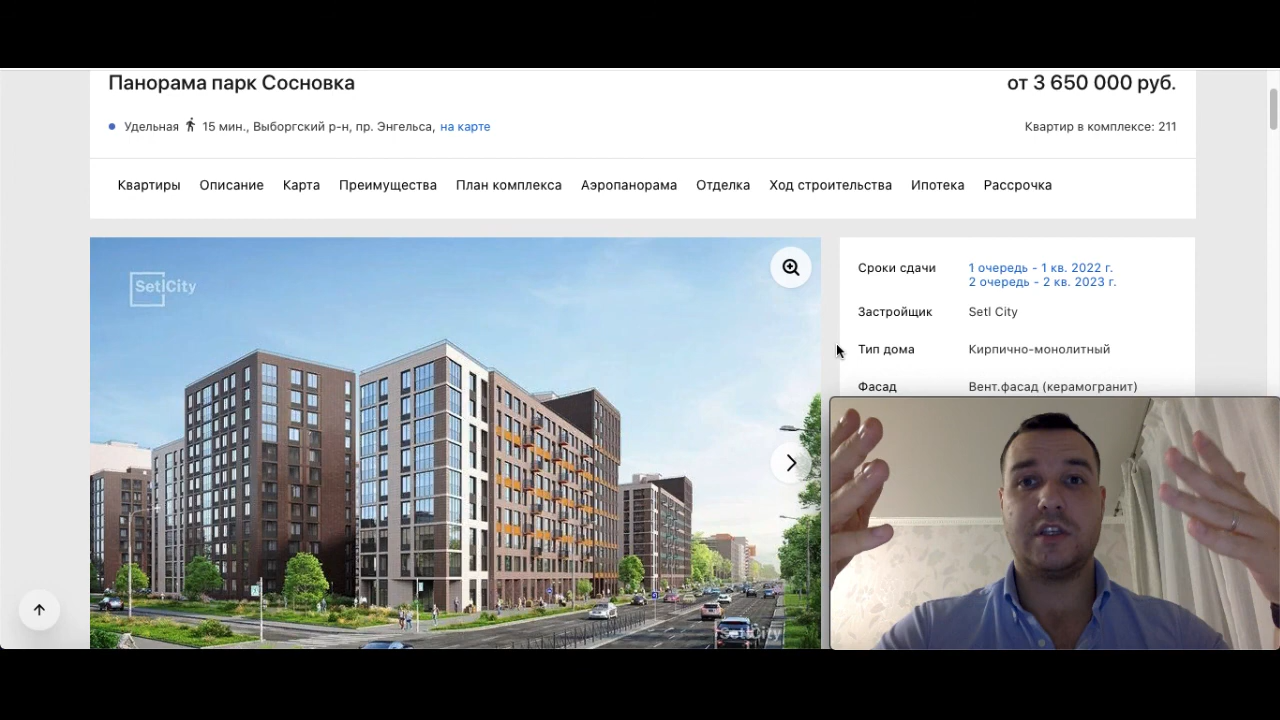 Панорама парк Сосновка
от 3 650 000 руб.
Удельная 15 мин., Выборгский р-н, пр. Энгельса, на карте
Квартир в комплексе: 211
Квартиры Описание Карта Преимущества План комплекса Аэропанорама Отделка Ход строительства Ипотека Рассрочка
SetlCity
Сроки сдачи 1 очередь - 1 кв. 2022 г.
2 очередь - 2 кв. 2023 г.
Застройщик Setl City
Тип дома Кирпично-монолитный
Фасад Вент.фасад (керамогранит)
SetlCity